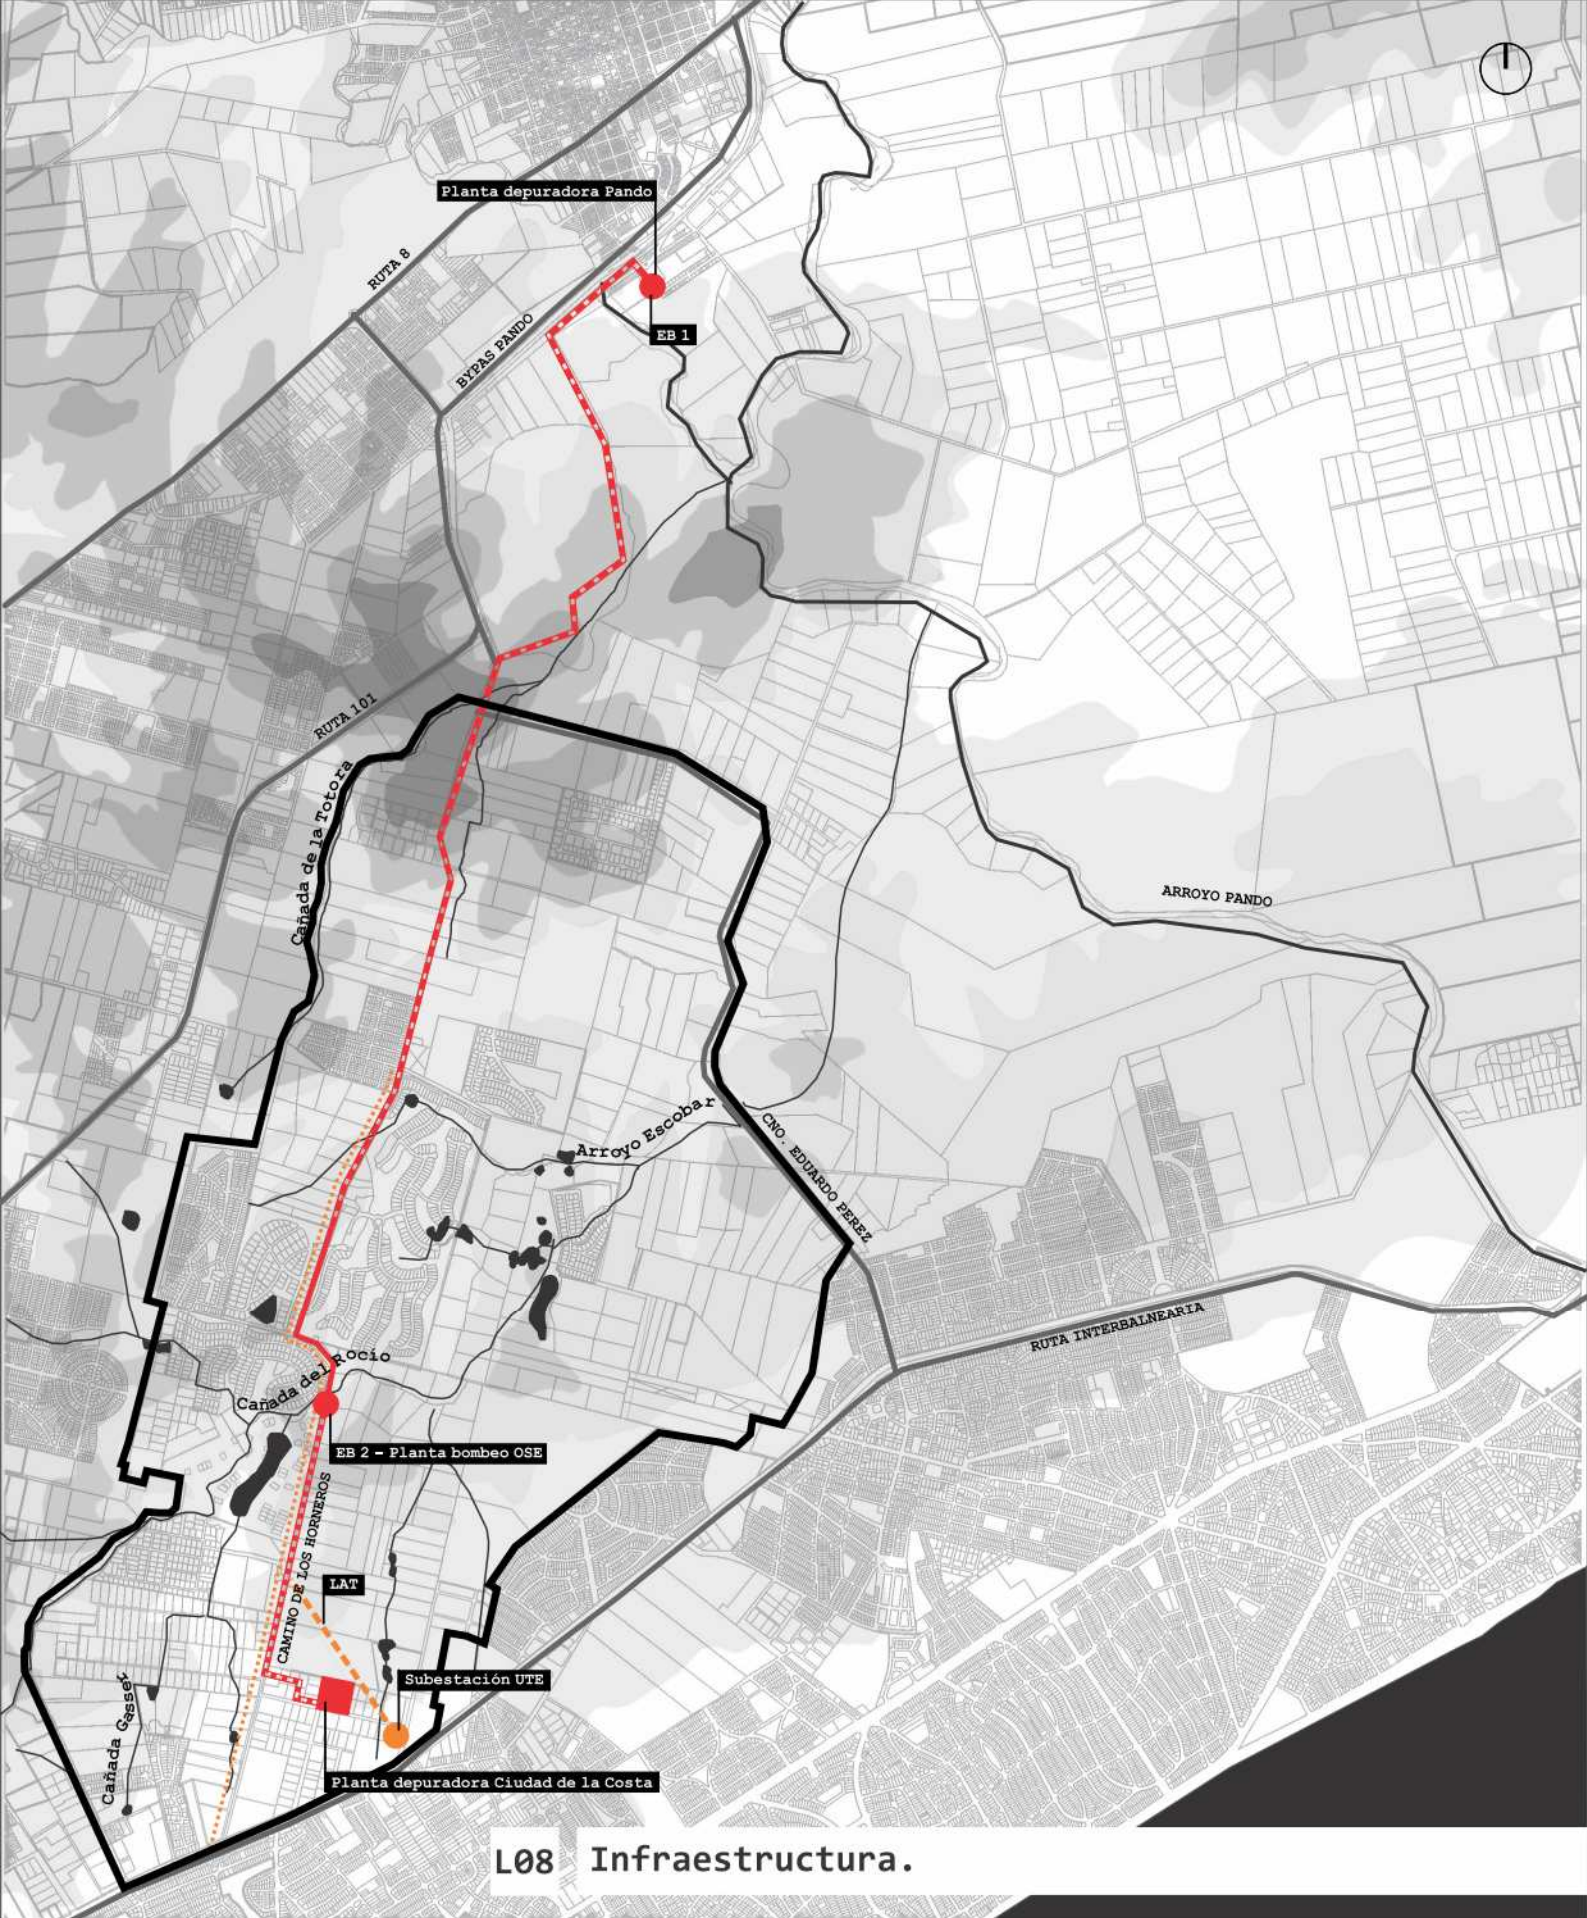 Planta depuradora Pando
RUTA 8
EB 1
BYPAS PANDO
RUTA 101
Cañada de la Totora
ARROYO PANDO
Arroyo Escobar
CNO. EDUARDO PEREZ
RUTA INTERBALNEARIA
Cañada del Rocío
EB 2 - Planta bombeo OSE
CAMINO DE LOS HORNEROS
LAT
Subestación UTE
Cañada Gasset
Planta depuradora Ciudad de la Costa
L08 Infraestructura.